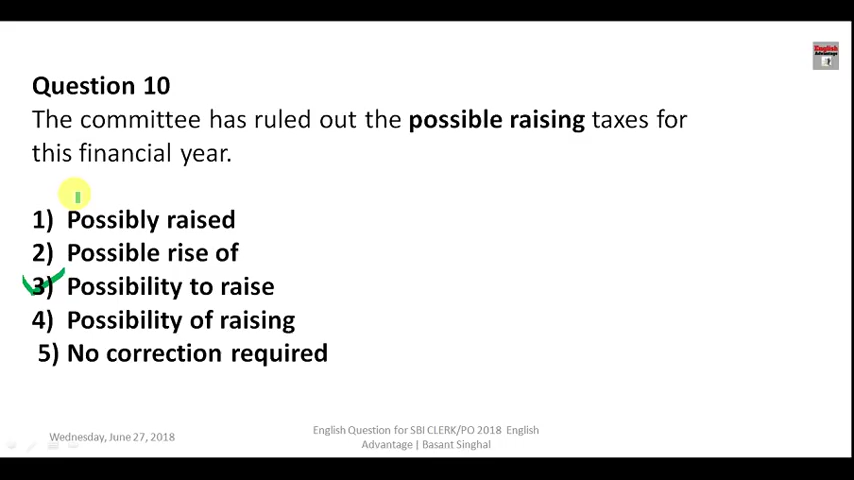 English
Advantage
Question 10
The committee has ruled out the possible raising taxes for
this financial year.
1) Possibly raised
2) Possible rise of
3) Possibility to raise
4) Possibility of raising
5) No correction required
Wednesday, June 27, 2018
English Question for SBI CLERK/PO 2018 English
Advantage | Basant Singhal